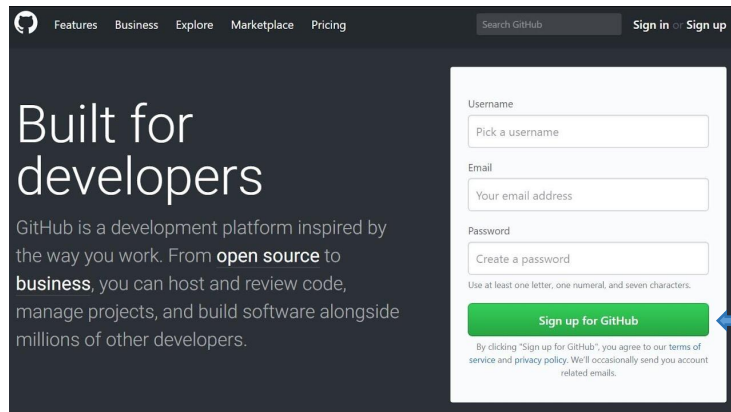 Features Business Explore Marketplace Pricing Search GitHub Sign in or Sign up
Built for
developers
GitHub is a development platform inspired by
the way you work. From open source to
business, you can host and review code,
manage projects, and build software alongside
millions of other developers.
Username
Pick a username
Email
Your email address
Password
Create a password
Use at least one letter, one numeral, and seven characters.
Sign up for GitHub
By clicking "Sign up for GitHub", you agree to our terms of
service and privacy policy. We'll occasionally send you account
related emails.